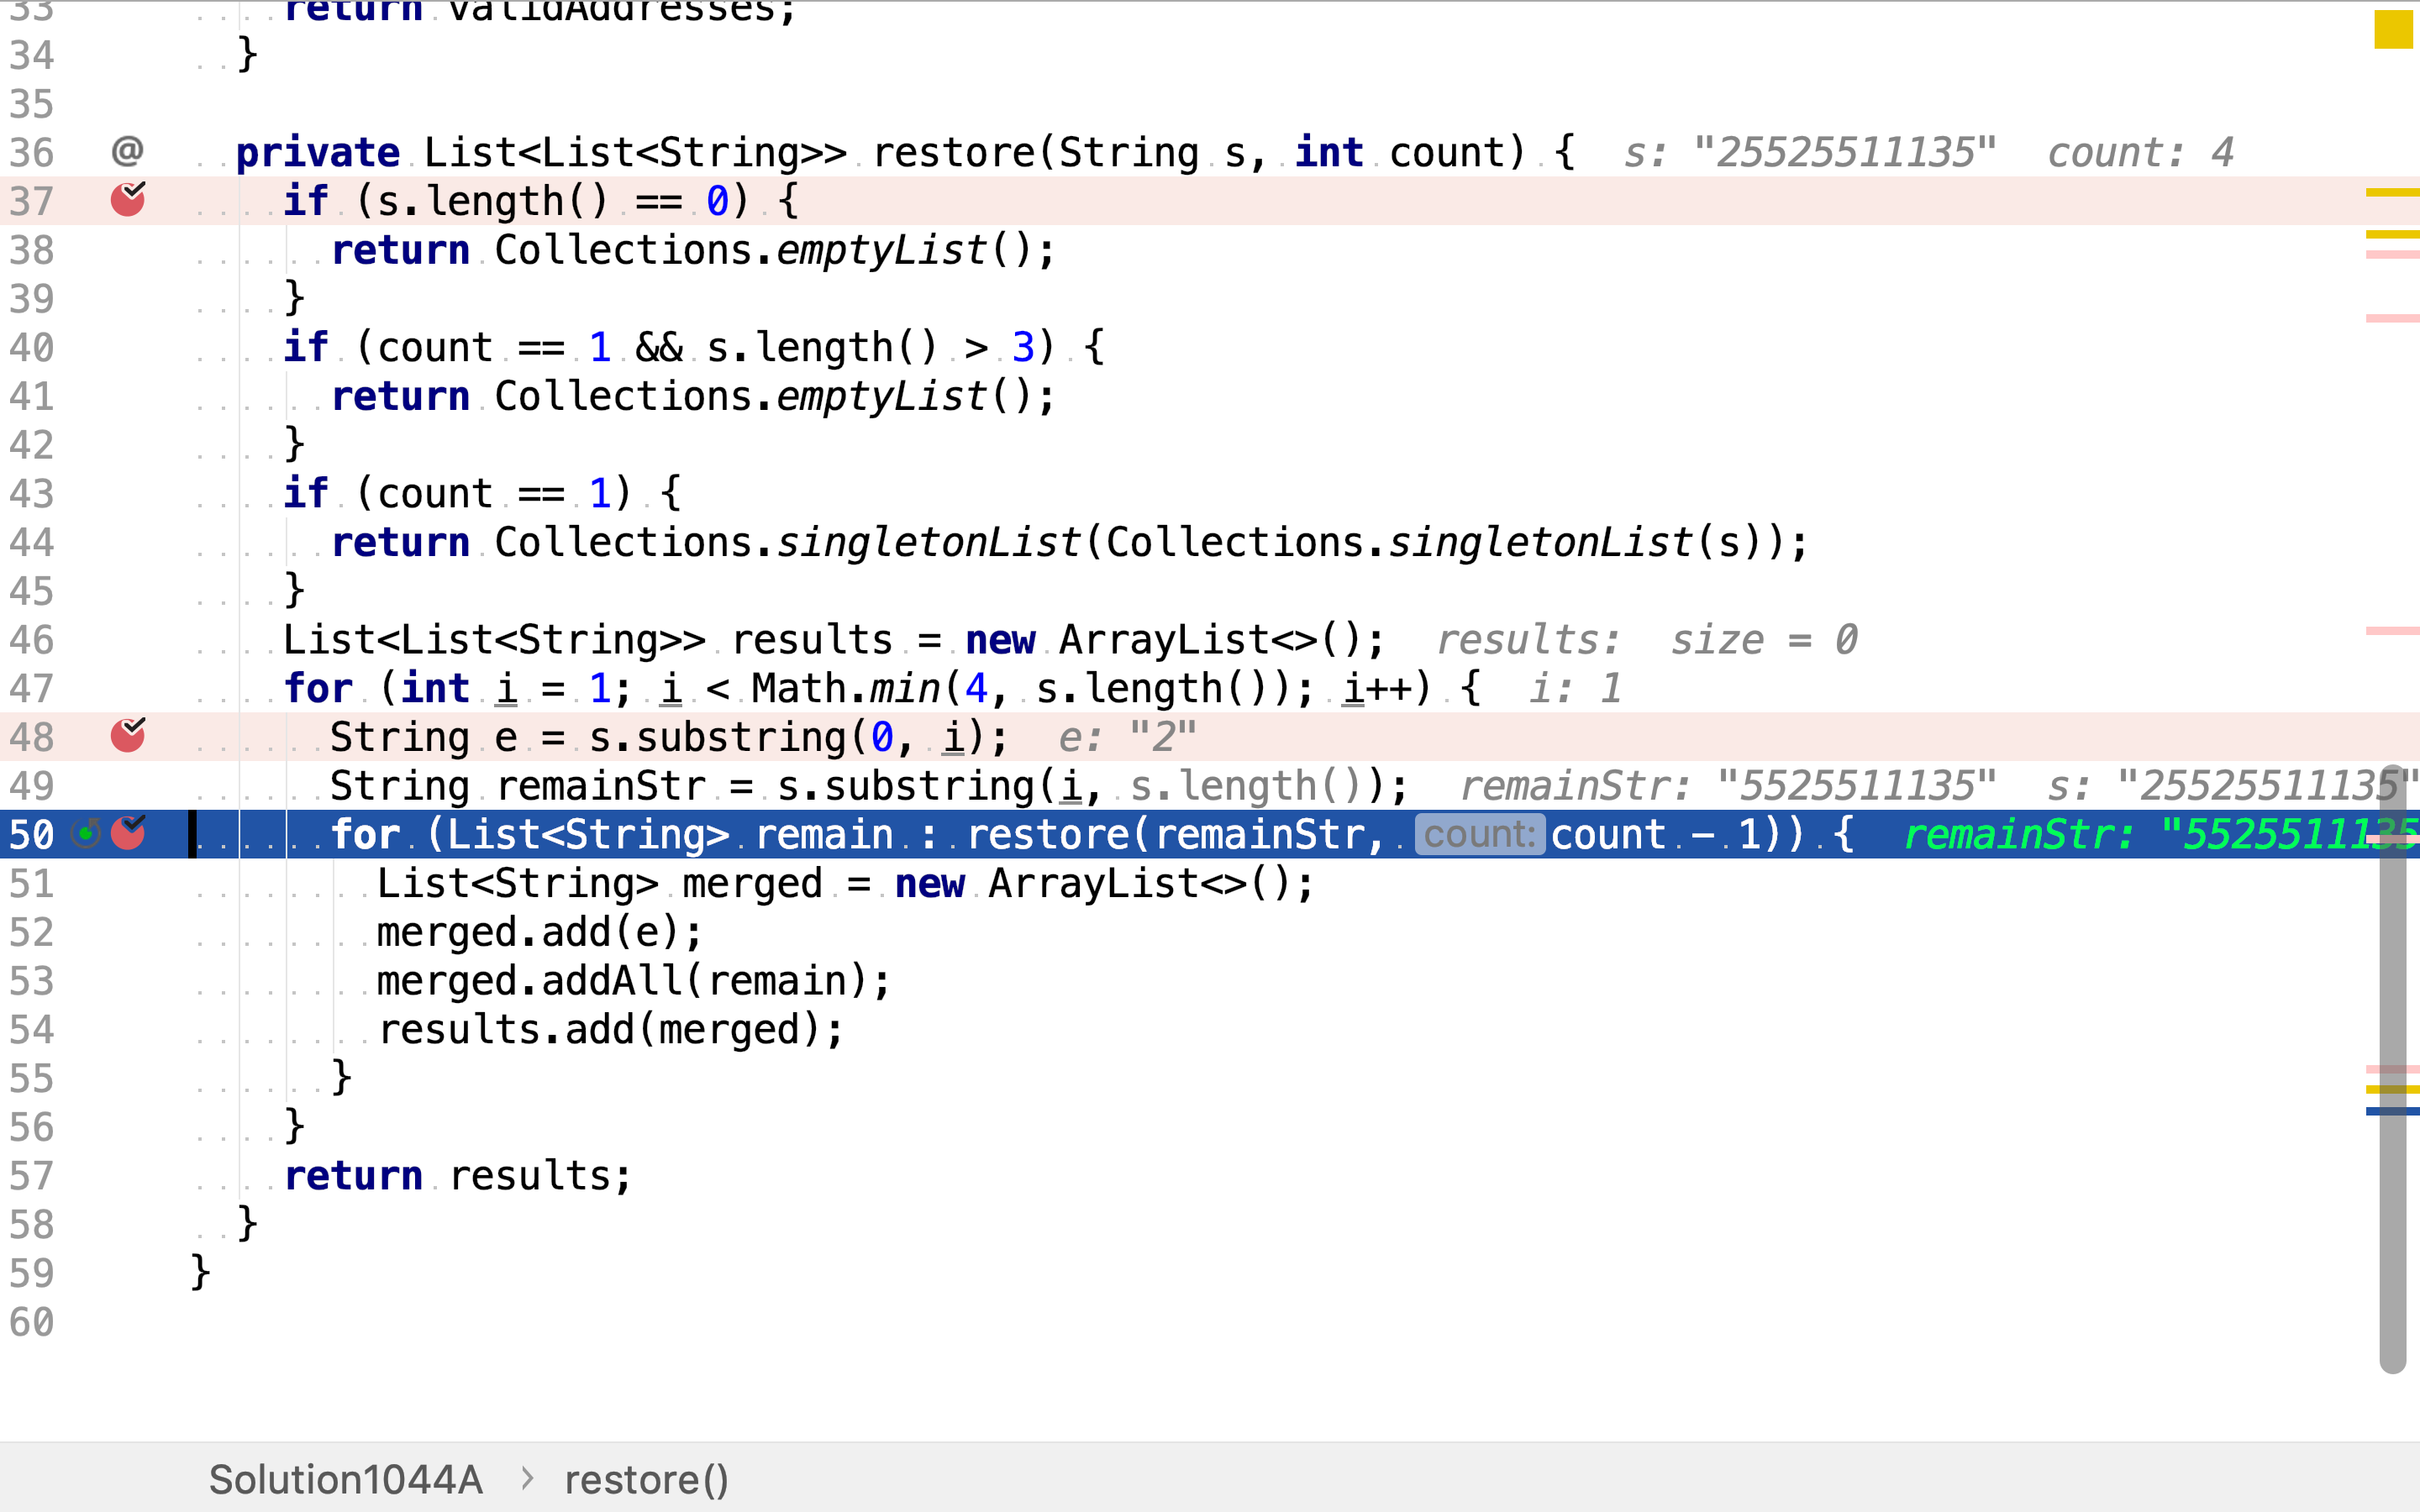 33 return validAddresses;
34 }
35
36 @ private List<List<String>> restore(String s, int count) { s: "25525511135" count: 4
37 if (s.length() == 0) {
38 return Collections.emptyList();
39 }
40 if (count == 1 && s.length() > 3) {
41 return Collections.emptyList();
42 }
43 if (count == 1) {
44 return Collections.singletonList(Collections.singletonList(s));
45 }
46 List<List<String>> results = new ArrayList<>(); results: size = 0
47 for (int i = 1; i < Math.min(4, s.length()); i++) { i: 1
48 String e = s.substring(0, i); e: "2"
49 String remainStr = s.substring(i, s.length()); remainStr: "5525511135" s: "25525511135"
50 for (List<String> remain : restore(remainStr, count: count - 1)) { remainStr: "5525511135
51 List<String> merged = new ArrayList<>();
52 merged.add(e);
53 merged.addAll(remain);
54 results.add(merged);
55 }
56 }
57 return results;
58 }
59 }
60
Solution1044A › restore()